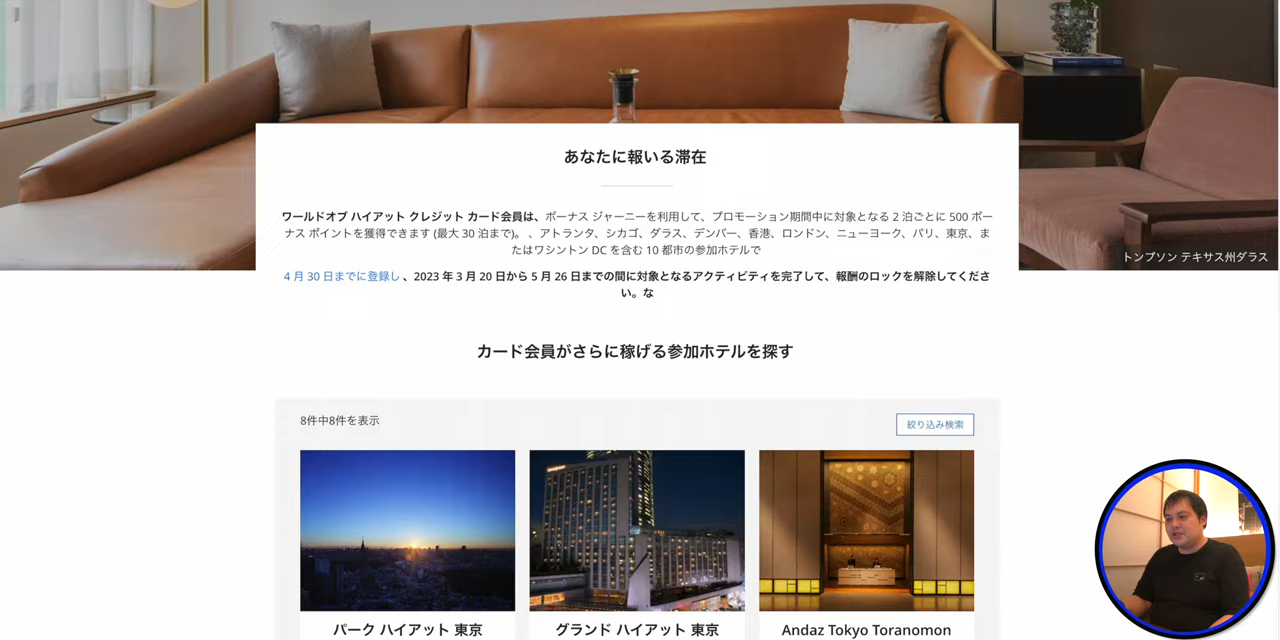 トンプソン テキサス州ダラス
あなたに報いる滞在
ワールドオブ ハイアット クレジット カード会員は、ボーナス ジャーニーを利用して、プロモーション期間中に対象となる 2 泊ごとに 500 ボー
ナス ポイントを獲得できます (最大 30 泊まで)。 、アトランタ、シカゴ、ダラス、デンバー、香港、ロンドン、ニューヨーク、パリ、東京、ま
たはワシントン DC を含む 10 都市の参加ホテルで
4 月 30 日までに登録し 、2023 年 3 月 20 日から 5 月 26 日までの間に対象となるアクティビティを完了して、報酬のロックを解除してくださ
い。な
カード会員がさらに稼げる参加ホテルを探す
8件中8件を表示
絞り込み検索
パーク ハイアット 東京
グランド ハイアット 東京
Andaz Tokyo Toranomon